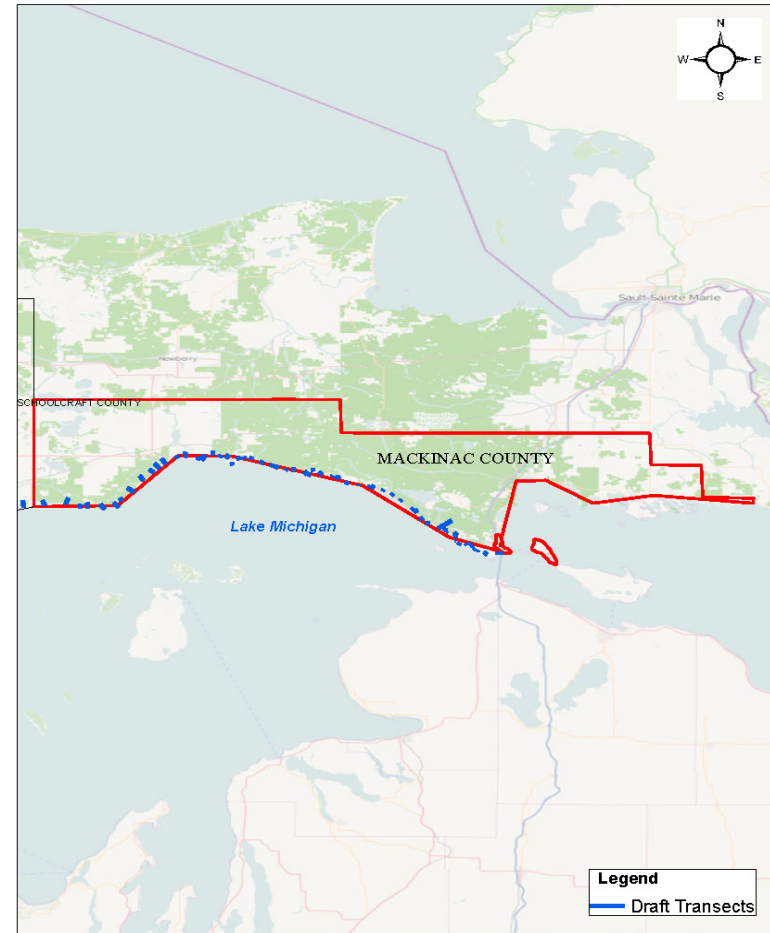 N
W E
S
Sault-Sainte Marie
Newberry
SCHOOLCRAFT COUNTY
MACKINAC COUNTY
Lake Michigan
Legend
Draft Transects